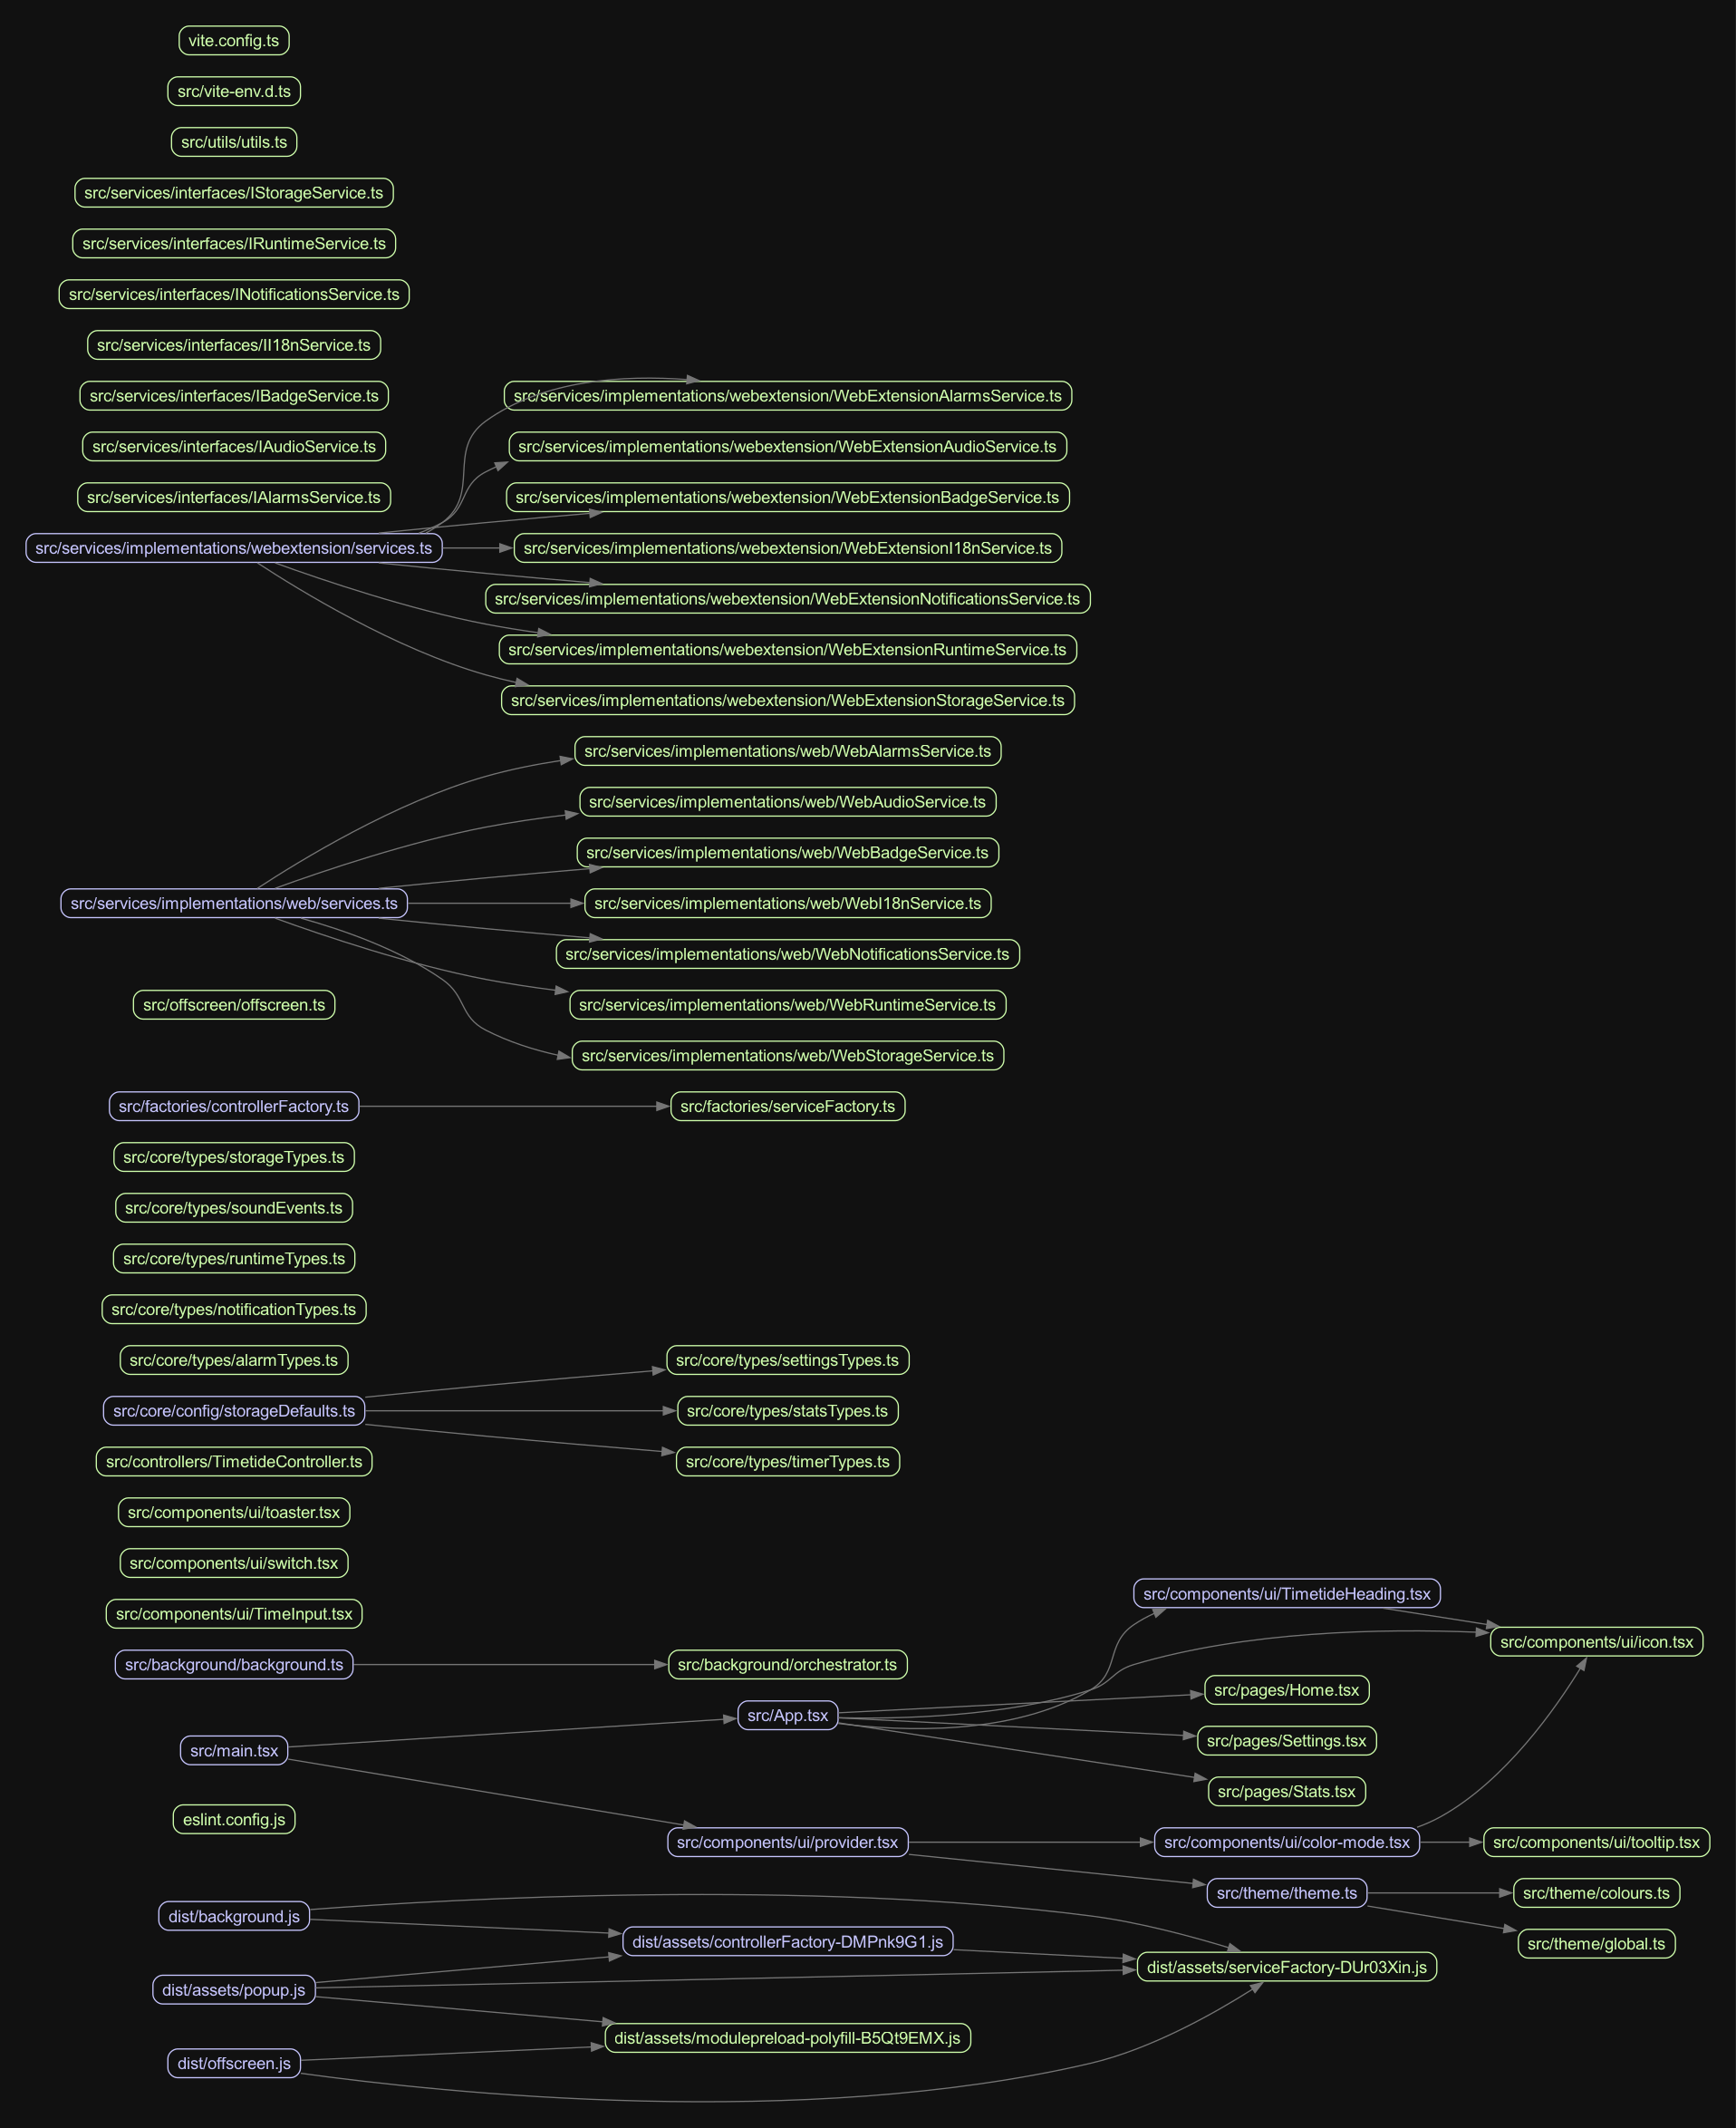 vite.config.ts
src/vite-env.d.ts
src/utils/utils.ts
src/services/interfaces/IStorageService.ts
src/services/interfaces/IRuntimeService.ts
src/services/interfaces/INotificationsService.ts
src/services/interfaces/II18nService.ts
src/services/interfaces/IBadgeService.ts
src/services/implementations/webextension/WebExtensionAlarmsService.ts
src/services/interfaces/IAudioService.ts
src/services/implementations/webextension/WebExtensionAudioService.ts
src/services/interfaces/IAlarmsService.ts
src/services/implementations/webextension/WebExtensionBadgeService.ts
src/services/implementations/webextension/services.ts
src/services/implementations/webextension/WebExtensionI18nService.ts
src/services/implementations/webextension/WebExtensionNotificationsService.ts
src/services/implementations/webextension/WebExtensionRuntimeService.ts
src/services/implementations/webextension/WebExtensionStorageService.ts
src/services/implementations/web/WebAlarmsService.ts
src/services/implementations/web/WebAudioService.ts
src/services/implementations/web/WebBadgeService.ts
src/services/implementations/web/services.ts
src/services/implementations/web/WebI18nService.ts
src/services/implementations/web/WebNotificationsService.ts
src/offscreen/offscreen.ts
src/services/implementations/web/WebRuntimeService.ts
src/services/implementations/web/WebStorageService.ts
src/factories/controllerFactory.ts
src/factories/serviceFactory.ts
src/core/types/storageTypes.ts
src/core/types/soundEvents.ts
src/core/types/runtimeTypes.ts
src/core/types/notificationTypes.ts
src/core/types/alarmTypes.ts
src/core/types/settingsTypes.ts
src/core/config/storageDefaults.ts
src/core/types/statsTypes.ts
src/controllers/TimetideController.ts
src/core/types/timerTypes.ts
src/components/ui/toaster.tsx
src/components/ui/switch.tsx
src/components/ui/TimetideHeading.tsx
src/components/ui/TimeInput.tsx
src/components/ui/icon.tsx
src/background/background.ts
src/background/orchestrator.ts
src/pages/Home.tsx
src/App.tsx
src/pages/Settings.tsx
src/main.tsx
src/pages/Stats.tsx
eslint.config.js
src/components/ui/provider.tsx
src/components/ui/color-mode.tsx
src/components/ui/tooltip.tsx
src/theme/theme.ts
src/theme/colours.ts
dist/background.js
dist/assets/controllerFactory-DMPnk9G1.js
src/theme/global.ts
dist/assets/serviceFactory-DUr03Xin.js
dist/assets/popup.js
dist/assets/modulepreload-polyfill-B5Qt9EMX.js
dist/offscreen.js